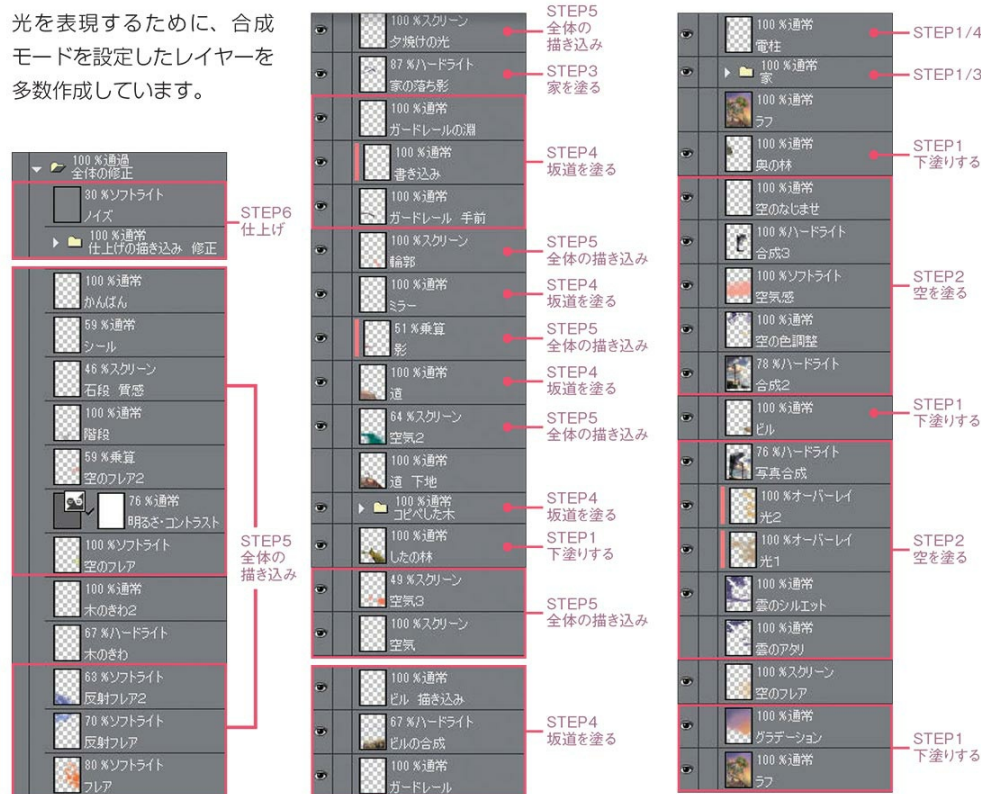 光を表現するために、合成
モードを設定したレイヤーを
多数作成しています。
100 %通過
全体の修正
30 %ソフトライト
ノイズ
100 %通常
仕上げの描き込み 修正
STEP6
仕上げ
100 %通常
かんばん
59 %通常
シール
46 %スクリーン
石段 質感
100 %通常
階段
59 %乗算
空のフレア2
76 %通常
明るさ・コントラスト
100 %ソフトライト
空のフレア
100 %通常
木のきわ2
67 %ハードライト
木のきわ
63 %ソフトライト
反射フレア2
70 %ソフトライト
反射フレア
80 %ソフトライト
フレア
STEP5
全体の
描き込み
100 %スクリーン
夕焼けの光
STEP5
全体の
描き込み
87 %ハードライト
家の落ち影
STEP3
家を塗る
100 %通常
ガードレールの淵
100 %通常
書き込み
100 %通常
ガードレール 手前
STEP4
坂道を塗る
100 %スクリーン
輪郭
STEP5
全体の描き込み
100 %通常
ミラー
STEP4
坂道を塗る
51 %乗算
影
STEP5
全体の描き込み
100 %通常
道
STEP4
坂道を塗る
64 %スクリーン
空気2
STEP5
全体の描き込み
100 %通常
道 下地
100 %通常
コピペした木
STEP4
坂道を塗る
100 %通常
したの林
STEP1
下塗りする
49 %スクリーン
空気3
100 %スクリーン
空気
STEP5
全体の描き込み
100 %通常
ビル 描き込み
67 %ハードライト
ビルの合成
100 %通常
ガードレール
STEP4
坂道を塗る
100 %通常
電柱
STEP1/4
100 %通常
家
STEP1/3
100 %通常
ラフ
100 %通常
奥の林
STEP1
下塗りする
100 %通常
空のなじませ
100 %ハードライト
合成3
100 %ソフトライト
空気感
100 %通常
空の色調整
78 %ハードライト
合成2
STEP2
空を塗る
100 %通常
ビル
STEP1
下塗りする
76 %ハードライト
写真合成
100 %オーバーレイ
光2
100 %オーバーレイ
光1
100 %通常
雲のシルエット
100 %通常
雲のアタリ
STEP2
空を塗る
100 %スクリーン
空のフレア
100 %通常
グラデーション
100 %通常
ラフ
STEP1
下塗りする